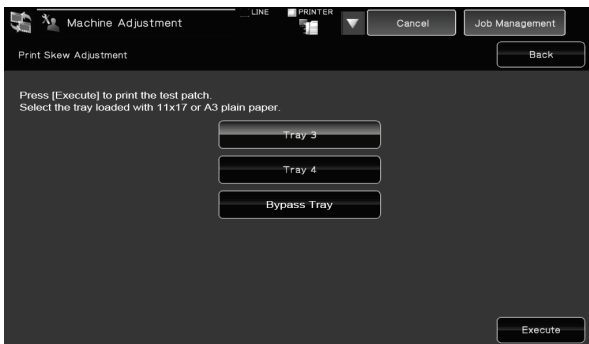 LINE
PRINTER
Machine Adjustment
Cancel
Job Management
Print Skew Adjustment
Back
Press [Execute] to print the test patch.
Select the tray loaded with 11x17 or A3 plain paper.
Tray 3
Tray 4
Bypass Tray
Execute